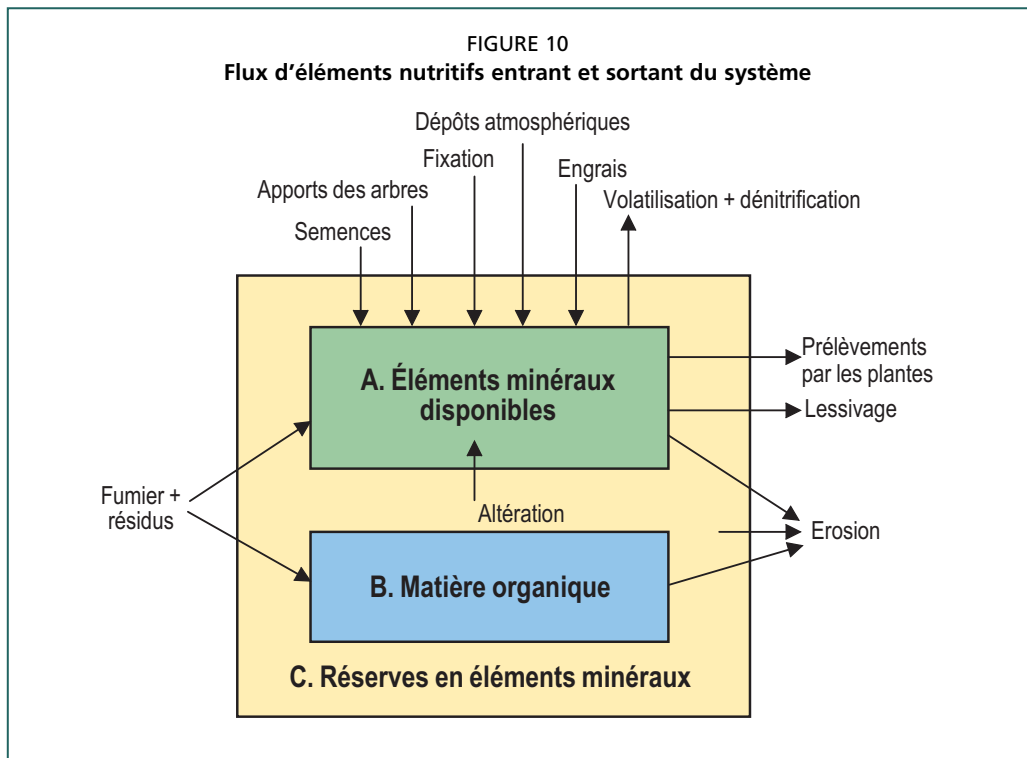 FIGURE 10
Flux d’éléments nutritifs entrant et sortant du système
Dépôts atmosphériques
Fixation
Engrais
Apports des arbres
Volatilisation + dénitrification
Semences
A. Éléments minéraux
disponibles
Prélèvements
par les plantes
Lessivage
Fumier +
résidus
Altération
Erosion
B. Matière organique
C. Réserves en éléments minéraux